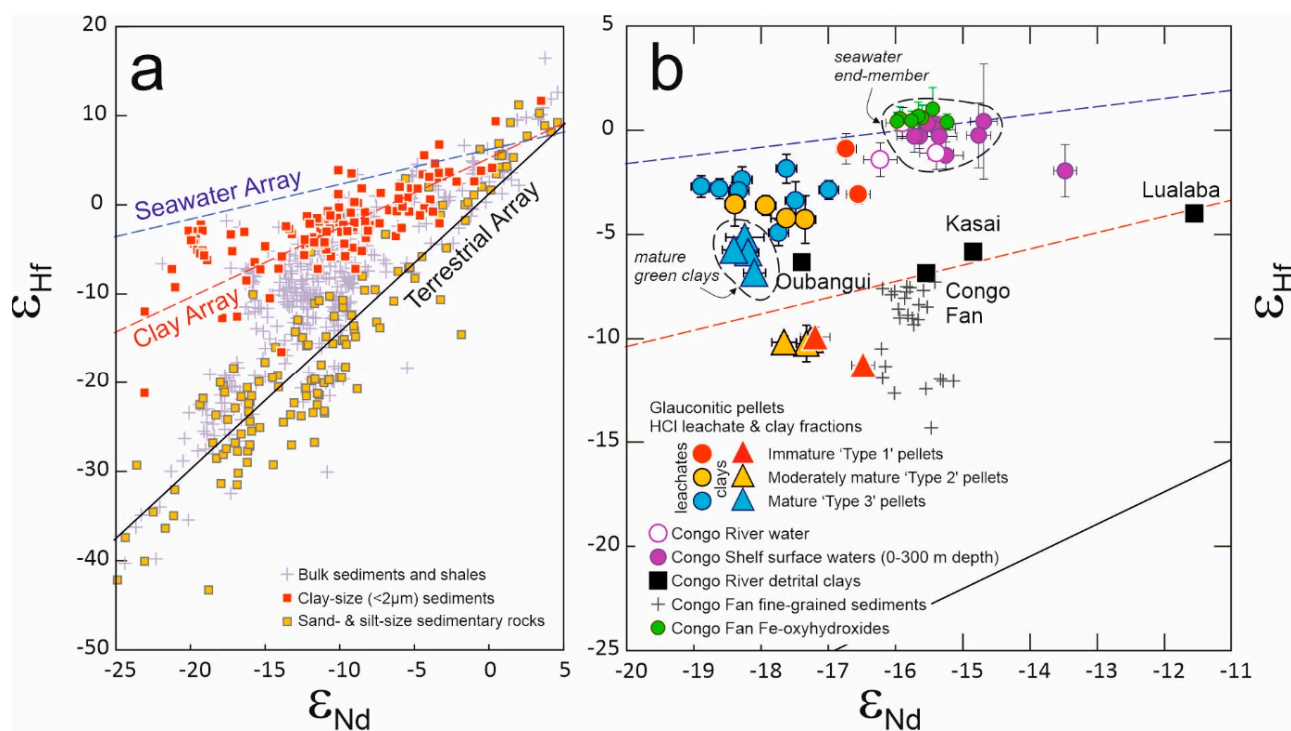 a
20
10
0
-10
-20
-30
-40
-50
εHf
Seawater Array
Clay Array
Terrestrial Array
Bulk sediments and shales
Clay-size (<2µm) sediments
Sand- & silt-size sedimentary rocks
-25
-20
-15
-10
-5
0
5
εNd
b
5
0
-5
-10
-15
-20
-25
εHf
seawater
end-member
Lualaba
Kasai
mature
green clays
Oubangui
Congo
Fan
Glauconitic pellets
HCl leachate & clay fractions
leachates
clays
Immature ‘Type 1’ pellets
Moderately mature ‘Type 2’ pellets
Mature ‘Type 3’ pellets
Congo River water
Congo Shelf surface waters (0-300 m depth)
Congo River detrital clays
Congo Fan fine-grained sediments
Congo Fan Fe-oxyhydroxides
-20
-19
-18
-17
-16
-15
-14
-13
-12
-11
εNd